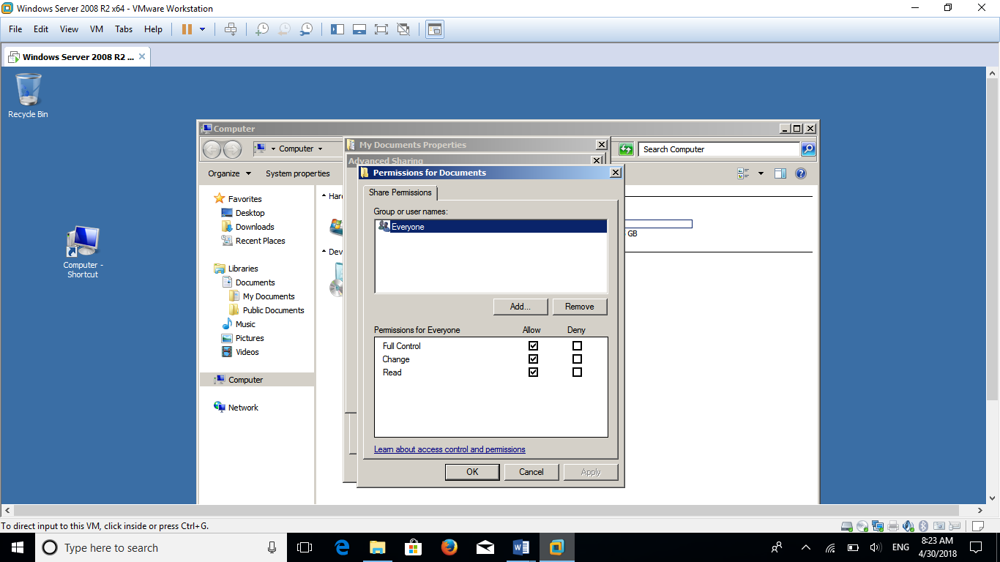 Windows Server 2008 R2 x64 - VMware Workstation
File Edit View VM Tabs Help
Windows Server 2008 R2 ...
Recycle Bin
Computer - Shortcut
Computer
Computer
Search Computer
Organize System properties
Favorites
Desktop
Downloads
Recent Places
Libraries
Documents
My Documents
Public Documents
Music
Pictures
Videos
Computer
Network
Har
Dev
GB
My Documents Properties
Advanced Sharing
Permissions for Documents
Share Permissions
Group or user names:
Everyone
Add... Remove
Permissions for Everyone Allow Deny
Full Control
Change
Read
Learn about access control and permissions
OK Cancel Apply
To direct input to this VM, click inside or press Ctrl+G.
Type here to search
ENG
8:23 AM
4/30/2018